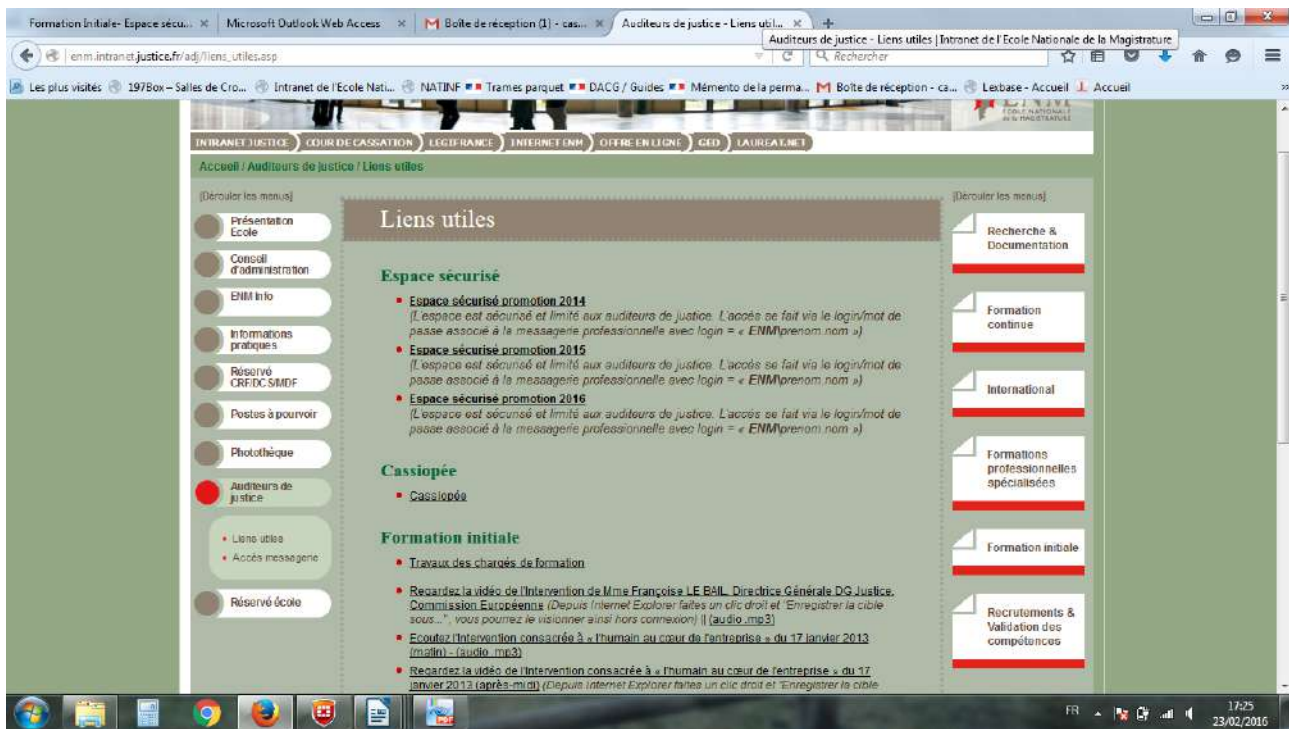 Formation Initiale- Espace sécu...
Microsoft Outlook Web Access
Boîte de réception (1) - cas...
Auditeurs de justice - Liens util...
Auditeurs de justice - Liens utiles | Intranet de l'Ecole Nationale de la Magistrature
enm.intranet.justice.fr/adj/liens_utiles.asp
Rechercher
Les plus visités
197Box – Salles de Cro...
Intranet de l'Ecole Nati...
NATINF
Trames parquet
DACG / Guides
Mémento de la perma...
Boîte de réception - ca...
Lexbase - Accueil
Accueil
ENM
ECOLE NATIONALE
de la MAGISTRATURE
INTRANET JUSTICE
COUR DE CASSATION
LEGIFRANCE
INTERNET ENM
OFFRE EN LIGNE
GED
LAUREAT.NET
Accueil / Auditeurs de justice / Liens utiles
[Dérouler les menus]
Présentation
Ecole
Conseil
d'administration
ENM Info
Informations
pratiques
Réservé
CRF/DCS/MDF
Postes à pourvoir
Photothèque
Auditeurs de
justice
Liens utiles
Accès messagerie
Réservé école
Liens utiles
Espace sécurisé
Espace sécurisé promotion 2014
(L'espace est sécurisé et limité aux auditeurs de justice. L'accès se fait via le login/mot de
passe associé à la messagerie professionnelle avec login = « ENM\prenom.nom »)
Espace sécurisé promotion 2015
(L'espace est sécurisé et limité aux auditeurs de justice. L'accès se fait via le login/mot de
passe associé à la messagerie professionnelle avec login = « ENM\prenom.nom »)
Espace sécurisé promotion 2016
(L'espace est sécurisé et limité aux auditeurs de justice. L'accès se fait via le login/mot de
passe associé à la messagerie professionnelle avec login = « ENM\prenom.nom »)
Cassiopée
Cassiopée
Formation initiale
Travaux des chargés de formation
Regardez la vidéo de l'Intervention de Mme Françoise LE BAIL, Directrice Générale DG Justice,
Commission Européenne (Depuis Internet Explorer faites un clic droit et "Enregistrer la cible
sous...", vous pourrez le visionner ainsi hors connexion) || (audio .mp3)
Ecoutez l'Intervention consacrée à « l'humain au cœur de l'entreprise » du 17 janvier 2013
(matin) - (audio .mp3)
Regardez la vidéo de l'Intervention consacrée à « l'humain au cœur de l'entreprise » du 17
janvier 2013 (après-midi) (Depuis Internet Explorer faites un clic droit et "Enregistrer la cible
[Dérouler les menus]
Recherche &
Documentation
Formation
continue
International
Formations
professionnelles
spécialisées
Formation initiale
Recrutements &
Validation des
compétences
FR
17:25
23/02/2016